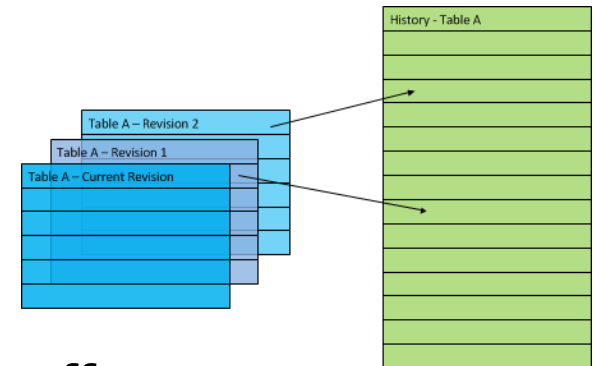 History - Table A
Table A – Revision 2
Table A – Revision 1
Table A – Current Revision